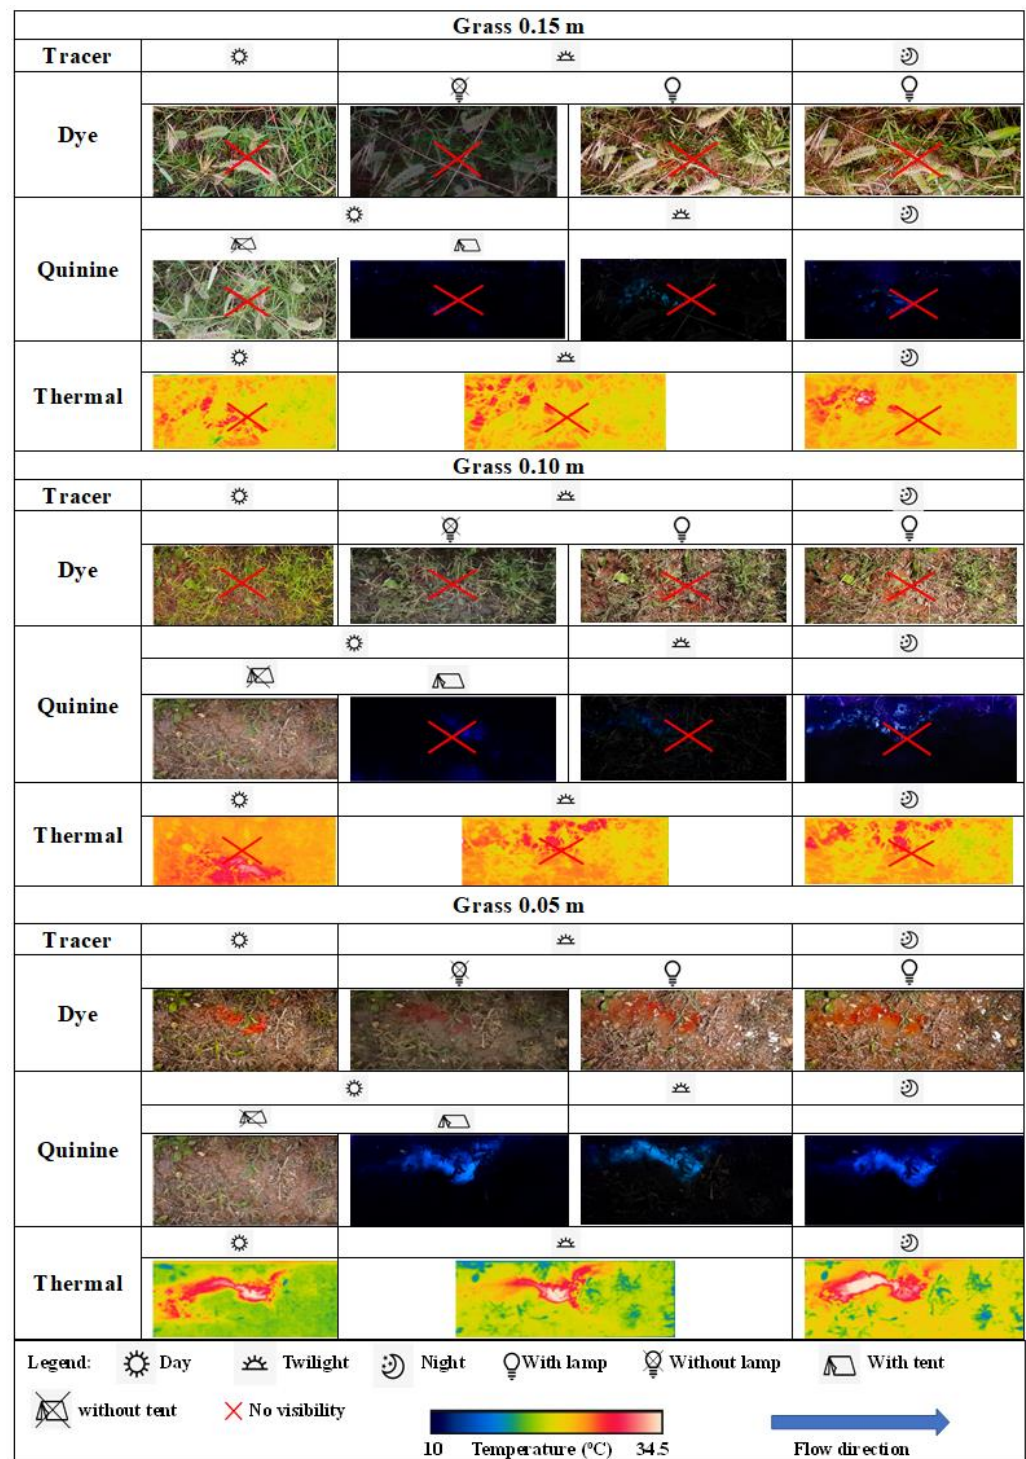 Grass 0.15 m
Tracer
Dye
Quinine
Thermal
Grass 0.10 m
Tracer
Dye
Quinine
Thermal
Grass 0.05 m
Tracer
Dye
Quinine
Thermal
Legend: Day Twilight Night With lamp Without lamp With tent
without tent No visibility
10 Temperature (ºC) 34.5 Flow direction